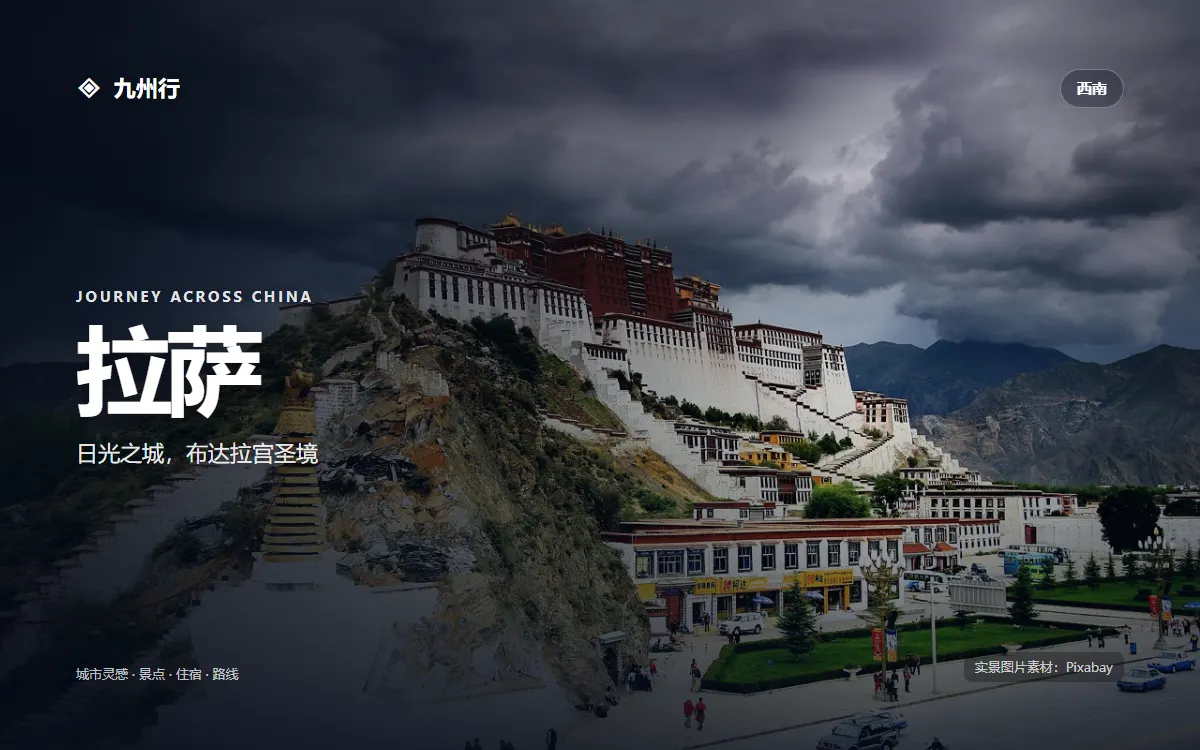 九州行
西南
JOURNEY ACROSS CHINA
拉萨
日光之城，布达拉宫圣境
城市灵感 · 景点 · 住宿 · 路线
实景图片素材：Pixabay